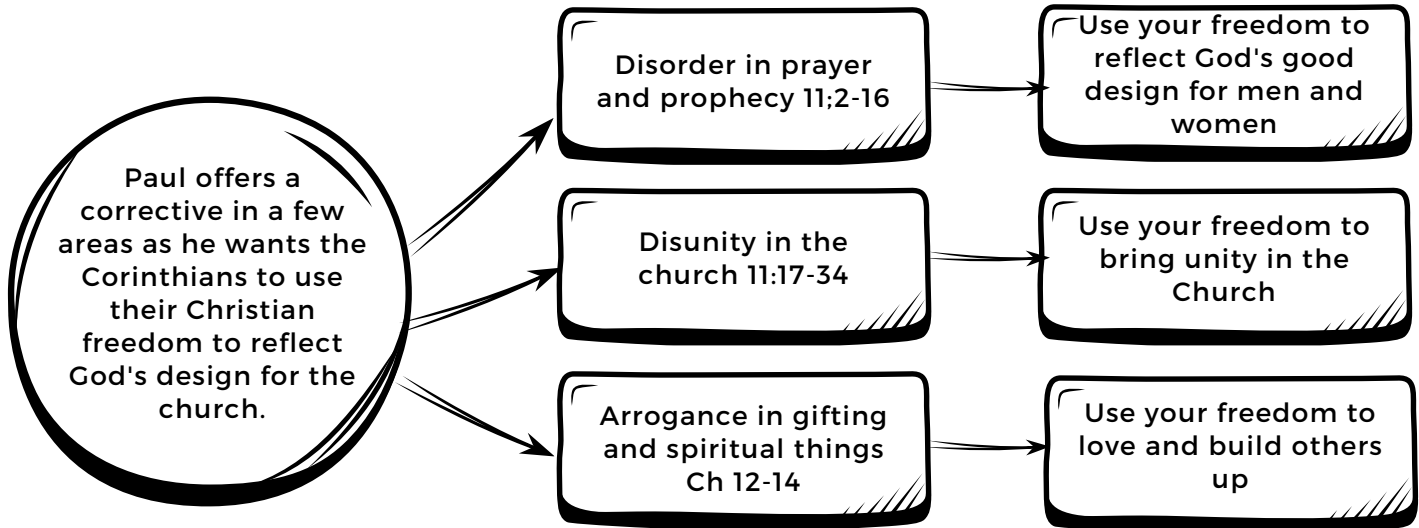 Paul offers a
corrective in a few
areas as he wants the
Corinthians to use
their Christian
freedom to reflect
God's design for the
church.
Disorder in prayer
and prophecy 11;2-16
Use your freedom to
reflect God's good
design for men and
women
Disunity in the
church 11:17-34
Use your freedom to
bring unity in the
Church
Arrogance in gifting
and spiritual things
Ch 12-14
Use your freedom to
love and build others
up